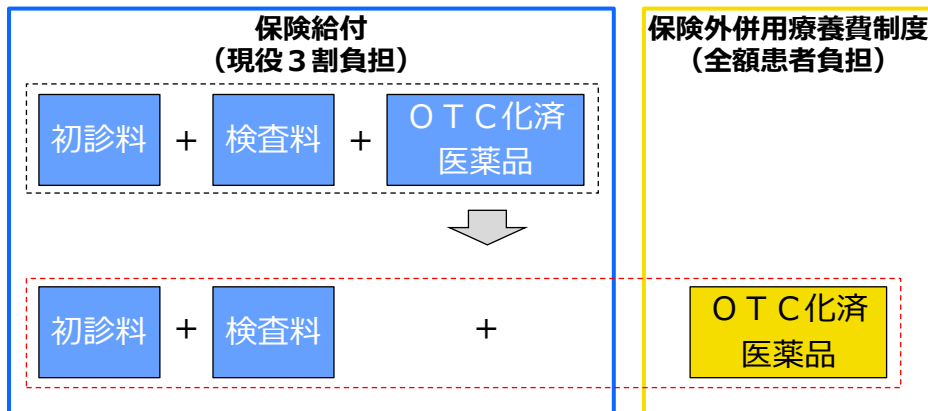 保険給付
（現役３割負担）
保険外併用療養費制度
（全額患者負担）
初診料 + 検査料 + ＯＴＣ化済
医薬品
初診料 + 検査料 + ＯＴＣ化済
医薬品